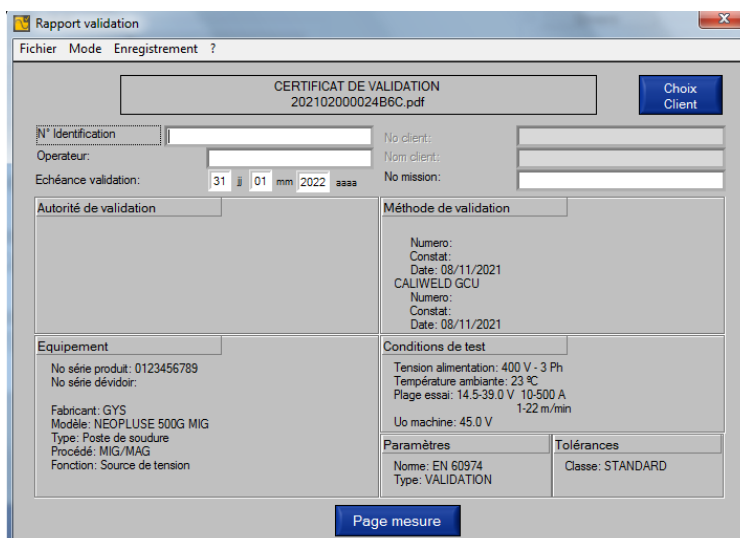 Rapport validation
X
Fichier Mode Enregistrement ?
CERTIFICAT DE VALIDATION
202102000024B6C.pdf
Choix
Client
N° Identification
No client:
Operateur:
Nom client:
Echéance validation: 31 jj 01 mm 2022 aaaa
No mission:
Autorité de validation
Méthode de validation
Numero:
Constat:
Date: 08/11/2021
CALIWELD GCU
Numero:
Constat:
Date: 08/11/2021
Equipement
No série produit: 0123456789
No série dévidoir:
Fabricant: GYS
Modèle: NEOPLUSE 500G MIG
Type: Poste de soudure
Procédé: MIG/MAG
Fonction: Source de tension
Conditions de test
Tension alimentation: 400 V - 3 Ph
Température ambiante: 23 ºC
Plage essai: 14.5-39.0 V 10-500 A
1-22 m/min
Uo machine: 45.0 V
Paramètres
Norme: EN 60974
Type: VALIDATION
Tolérances
Classe: STANDARD
Page mesure